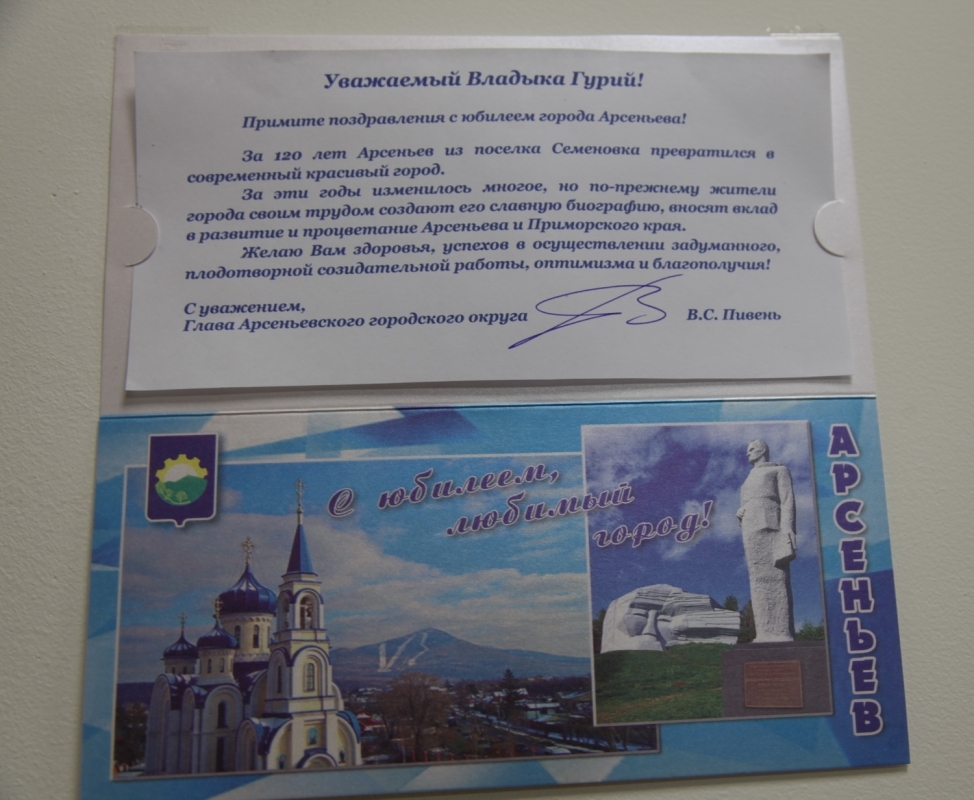 Уважаемый Владыка Гурий!
Примите поздравления с юбилеем города Арсеньева!
За 120 лет Арсеньев из поселка Семеновка превратился в
современный красивый город.
За эти годы изменилось многое, но по-прежнему жители
города своим трудом создают его славную биографию, вносят вклад
в развитие и процветание Арсеньева и Приморского края.
Желаю Вам здоровья, успехов в осуществлении задуманного,
плодотворной созидательной работы, оптимизма и благополучия!
С уважением,
Глава Арсеньевского городского округа В.С. Пивень
С юбилеем,
любимый
город!
АРСЕНЬЕВ